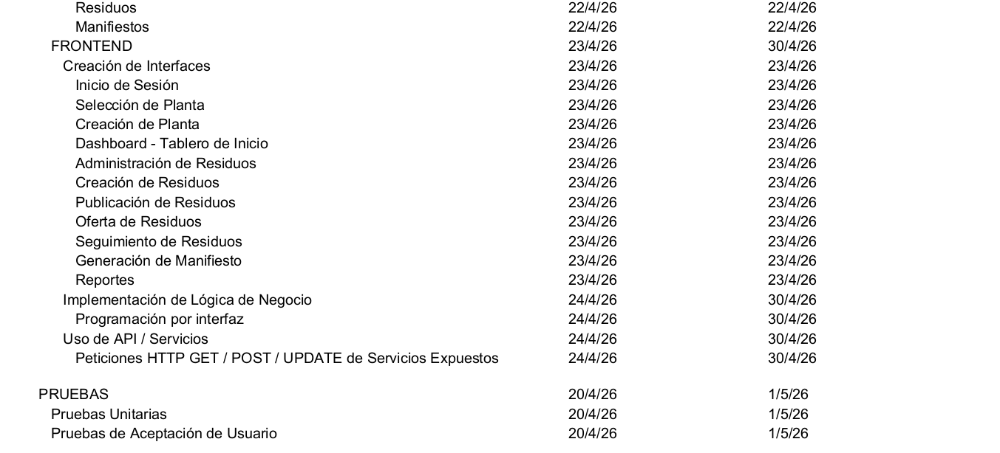 Residuos 22/4/26 22/4/26
Manifiestos 22/4/26 22/4/26
FRONTEND 23/4/26 30/4/26
Creación de Interfaces 23/4/26 23/4/26
Inicio de Sesión 23/4/26 23/4/26
Selección de Planta 23/4/26 23/4/26
Creación de Planta 23/4/26 23/4/26
Dashboard - Tablero de Inicio 23/4/26 23/4/26
Administración de Residuos 23/4/26 23/4/26
Creación de Residuos 23/4/26 23/4/26
Publicación de Residuos 23/4/26 23/4/26
Oferta de Residuos 23/4/26 23/4/26
Seguimiento de Residuos 23/4/26 23/4/26
Generación de Manifiesto 23/4/26 23/4/26
Reportes 23/4/26 23/4/26
Implementación de Lógica de Negocio 24/4/26 30/4/26
Programación por interfaz 24/4/26 30/4/26
Uso de API / Servicios 24/4/26 30/4/26
Peticiones HTTP GET / POST / UPDATE de Servicios Expuestos 24/4/26 30/4/26
PRUEBAS 20/4/26 1/5/26
Pruebas Unitarias 20/4/26 1/5/26
Pruebas de Aceptación de Usuario 20/4/26 1/5/26